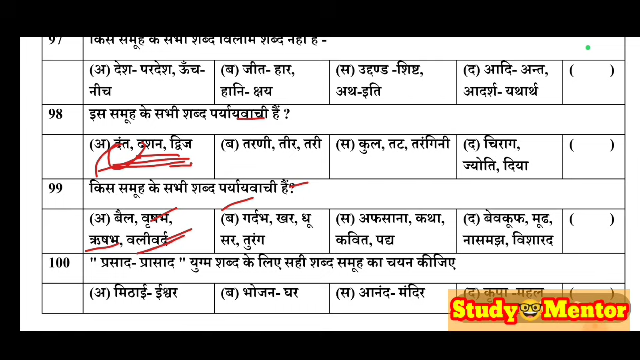 97 किस समूह के सभी शब्द विलोम शब्द नहीं है -
(अ) देश- परदेश, ऊँच- (ब) जीत- हार, (स) उद्दण्ड -शिष्ट, (द) आदि- अन्त, ( )
नीच हानि- क्षय अथ-इति आदर्श- यथार्थ
98 इस समूह के सभी शब्द पर्यायवाची हैं ?
(अ) दंत, दशन, द्विज (ब) तरणी, तीर, तरी (स) कुल, तट, तरंगिनी (द) चिराग, ( )
ज्योति, दिया
99 किस समूह के सभी शब्द पर्यायवाची हैं?
(अ) बैल, वृषभ, (ब) गर्दभ, खर, धू (स) अफसाना, कथा, (द) बेवकूफ, मूढ, ( )
ऋषभ, वलीवर्द सर, तुरंग कवित, पद्य नासमझ, विशारद
100 " प्रसाद- प्रासाद " युग्म शब्द के लिए सही शब्द समूह का चयन कीजिए
(अ) मिठाई- ईश्वर (ब) भोजन- घर (स) आनंद- मंदिर (द) कृपा -महल
Study Mentor